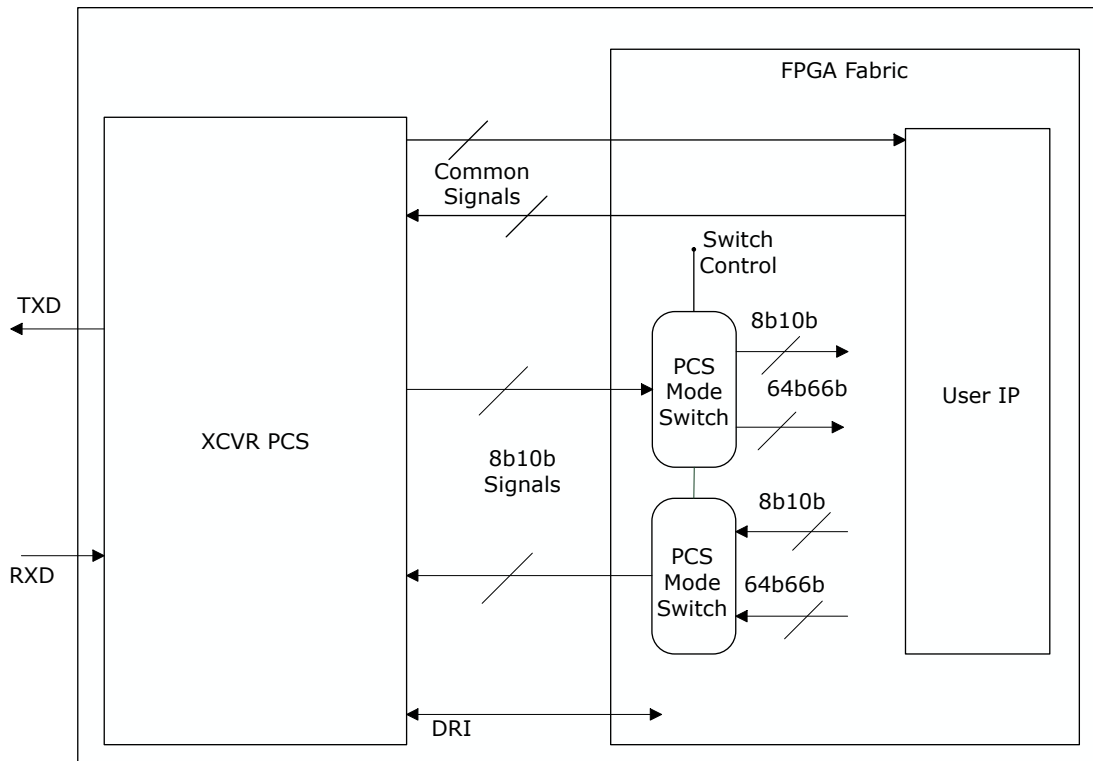 FPGA Fabric
Common
Signals
Switch
Control
TXD
8b10b
PCS
Mode
Switch
64b66b
User IP
XCVR PCS
8b10b
Signals
8b10b
PCS
Mode
Switch
64b66b
RXD
DRI